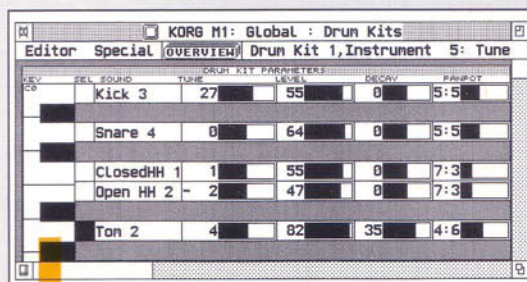 KORG M1: Global : Drum Kits
Editor Special OVERVIEW Drum Kit 1,Instrument 5: Tune
DRUM KIT PARAMETERS
KEY SEL SOUND TUNE LEVEL DECAY PANPOT
C0 Kick 3 27 55 0 5:5
Snare 4 0 64 0 5:5
ClosedHH 1 1 55 0 7:3
Open HH 2 - 2 47 0 7:3
Tom 2 4 82 35 4:6